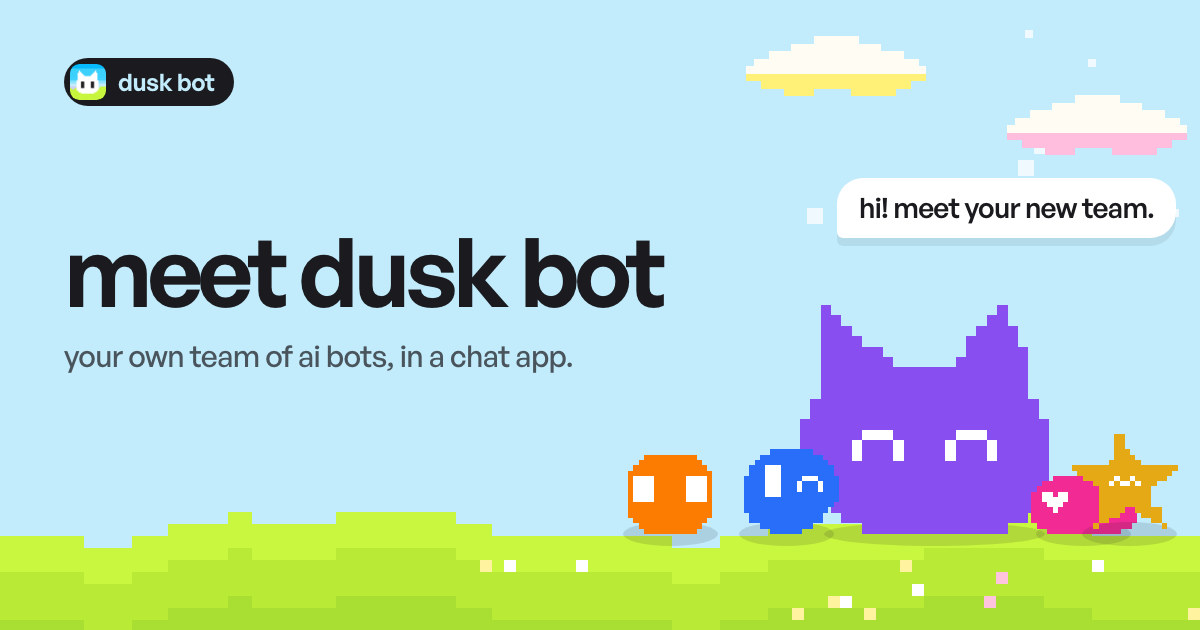 dusk bot
hi! meet your new team.
meet dusk bot
your own team of ai bots, in a chat app.